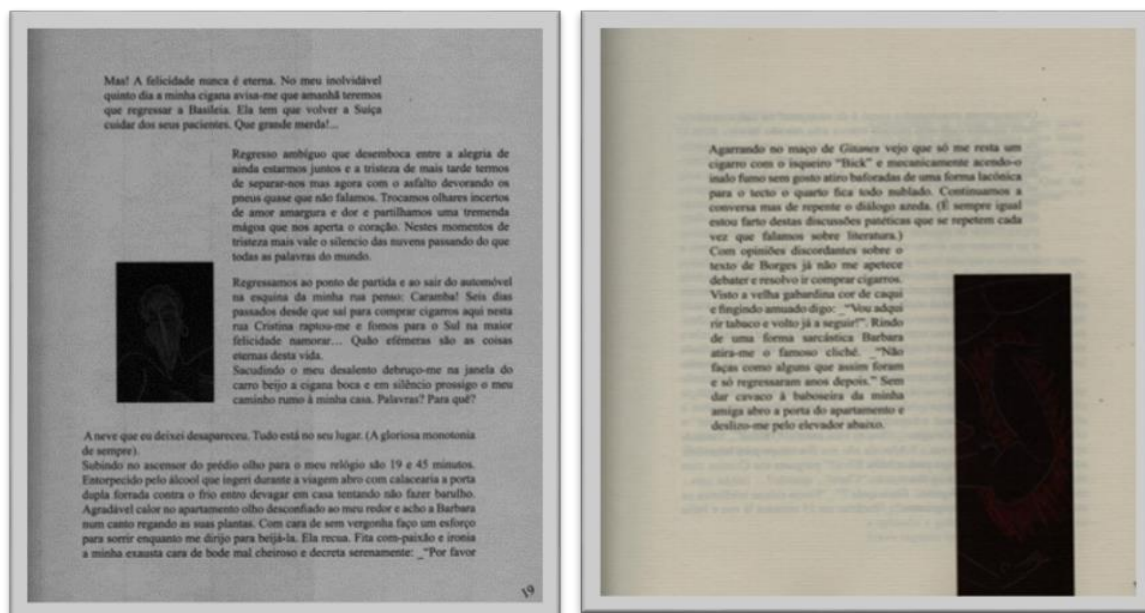 Mas! A felicidade nunca é eterna. No meu inolvidável
quinto dia a minha cigana avisa-me que amanhã teremos
que regressar a Basileia. Ela tem que volver a Suiça
cuidar dos seus pacientes. Que grande merda!...
Regresso ambíguo que desemboca entre a alegria de
ainda estarmos juntos e a tristeza de mais tarde termos
de separar-nos mas agora com o asfalto devorando os
pneus quase que não falamos. Trocamos olhares incertos
de amor amargura e dor e partilhamos uma tremenda
mágoa que nos aperta o coração. Nestes momentos de
tristeza mais vale o silencio das nuvens passando do que
todas as palavras do mundo.
Regressamos ao ponto de partida e ao sair do automóvel
na esquina da minha rua penso: Caramba! Seis dias
passados desde que saí para comprar cigarros aqui nesta
rua Cristina raptou-me e fomos para o Sul na maior
felicidade namorar… Quão efémeras são as coisas
eternas desta vida.
Sacudindo o meu desalento debruço-me na janela do
carro beijo a cigana boca e em silêncio prossigo o meu
caminho rumo à minha casa. Palavras? Para quê?
A neve que eu deixei desapareceu. Tudo está no seu lugar. (A gloriosa monotonia
de sempre).
Subindo no ascensor do prédio olho para o meu relógio são 19 e 45 minutos.
Entorpecido pelo álcool que ingeri durante a viagem abro com calacearia a porta
dupla forrada contra o frio entro devagar em casa tentando não fazer barulho.
Agradável calor no apartamento olho desconfiado ao meu redor e acho a Barbara
num canto regando as suas plantas. Com cara de sem vergonha faço um esforço
para sorrir enquanto me dirijo para beijá-la. Ela recua. Fita com-paixão e ironia
a minha exausta cara de bode mal cheiroso e decreta serenamente: _“Por favor
19
Agarrando no maço de Gitanes vejo que só me resta um
cigarro com o isqueiro “Bick” e mecanicamente acendo-o
inalo fumo sem gosto atiro baforadas de uma forma lacónica
para o tecto o quarto fica todo nublado. Continuamos a
conversa mas de repente o diálogo azeda. (É sempre igual
estou farto destas discussões patéticas que se repetem cada
vez que falamos sobre literatura.)
Com opiniões discordantes sobre o
texto de Borges já não me apetece
debater e resolvo ir comprar cigarros.
Visto a velha gabardina cor de caqui
e fingindo amuado digo: _“Vou adqui
rir tabaco e volto já a seguir!”. Rindo
de uma forma sarcástica Barbara
atira-me o famoso cliché. _“Não
faças como alguns que assim foram
e só regressaram anos depois.” Sem
dar cavaco à baboseira da minha
amiga abro a porta do apartamento e
deslizo-me pelo elevador abaixo.